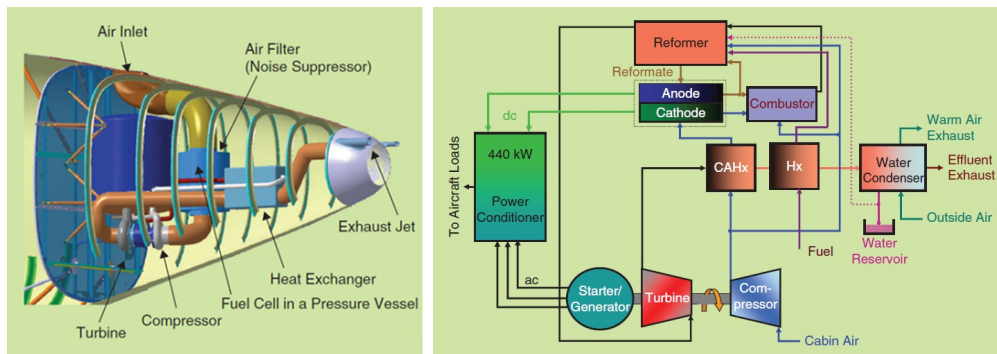 Air Inlet
Air Filter
(Noise Suppressor)
Exhaust Jet
Heat Exchanger
Fuel Cell in a Pressure Vessel
Compressor
Turbine
Reformer
Reformate
Anode
Cathode
Combustor
dc
440 kW
Power
Conditioner
To Aircraft Loads
CAHx
Hx
Water
Condenser
Warm Air
Exhaust
Effluent
Exhaust
Outside Air
Water
Reservoir
Fuel
ac
Starter/
Generator
Turbine
Com-
pressor
Cabin Air